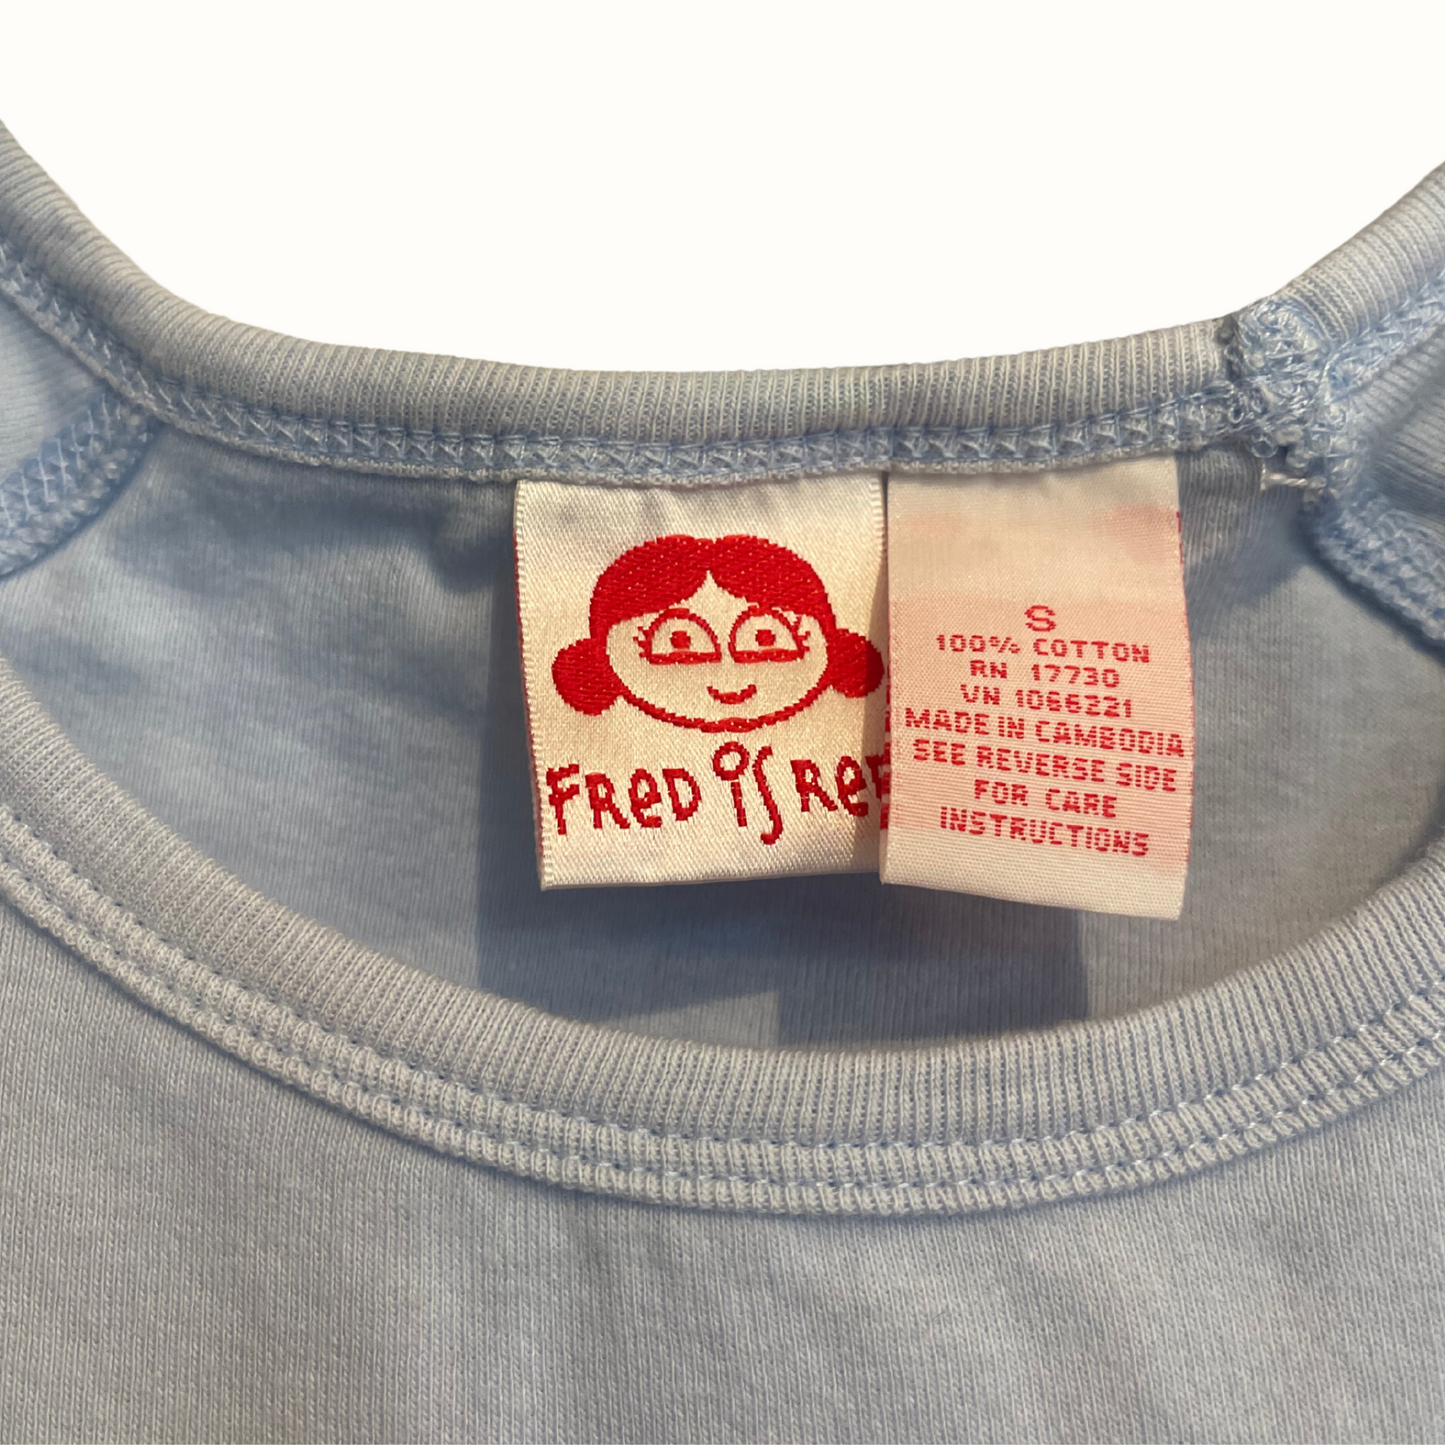 FRED iS RE
S
100% COTTON
RN 17730
VN 1066221
MADE IN CAMBODIA
SEE REVERSE SIDE
FOR CARE
INSTRUCTIONS